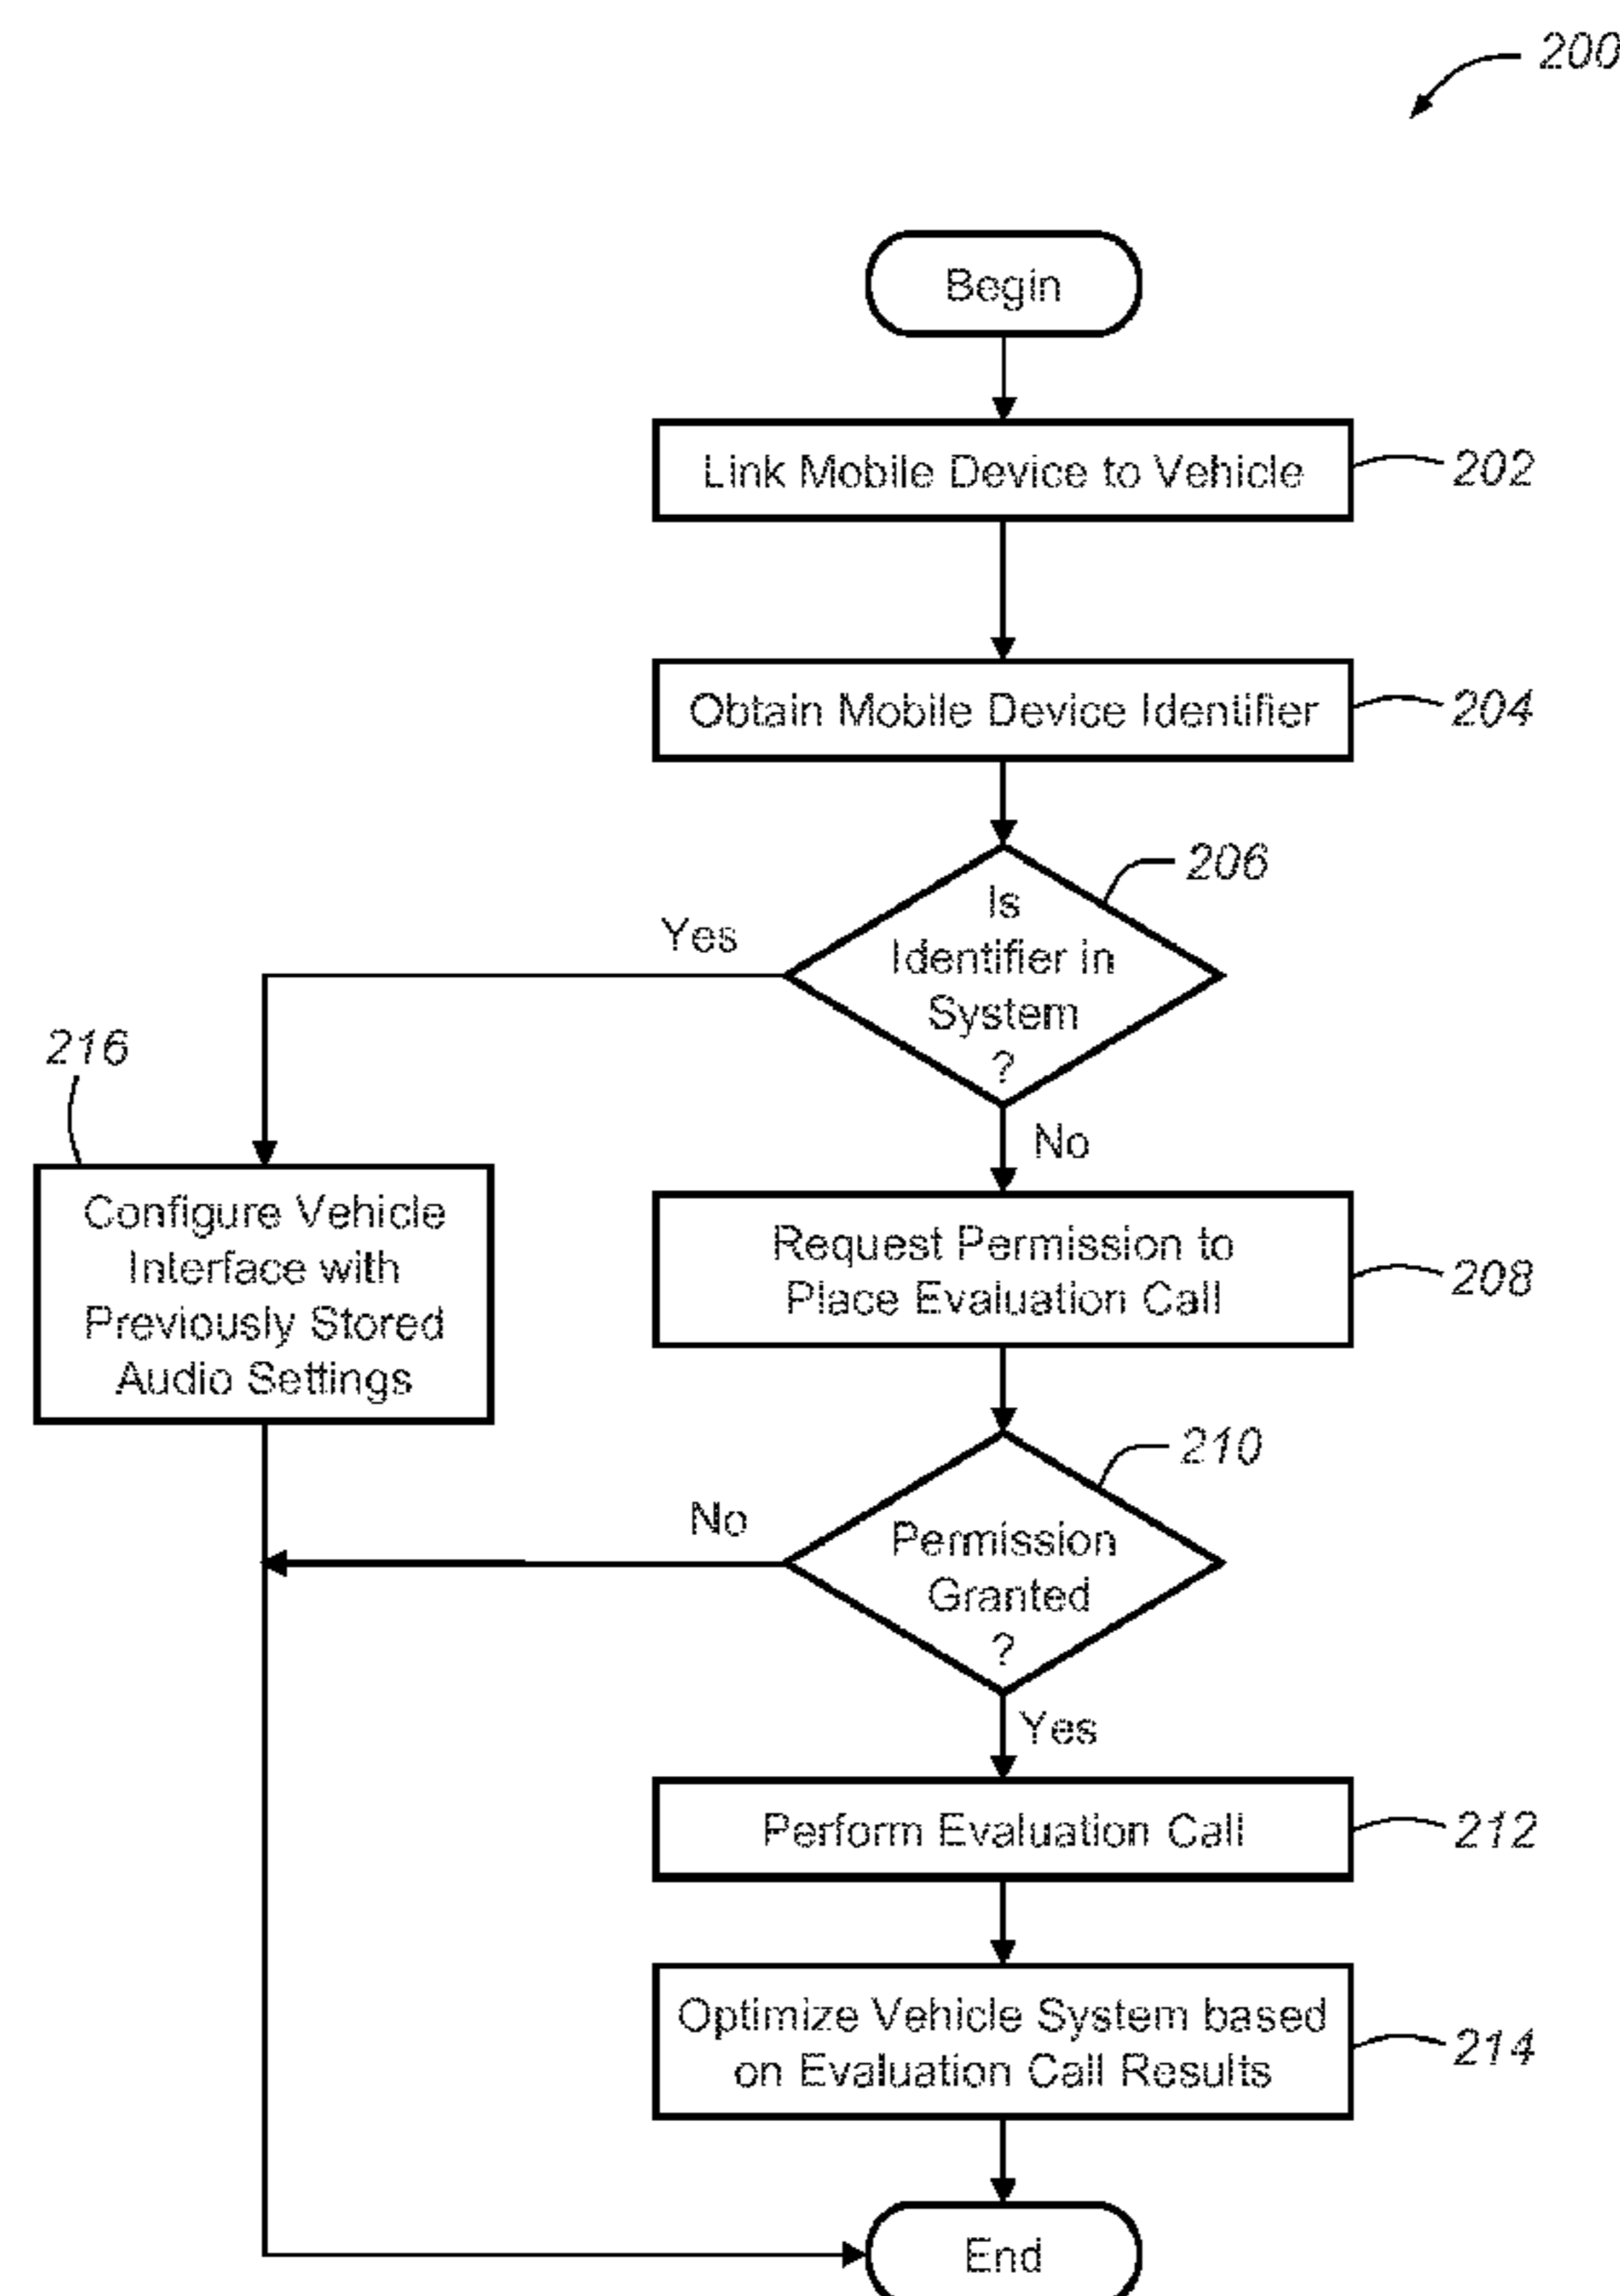 200
Begin
Link Mobile Device to Vehicle
202
Obtain Mobile Device Identifier
204
206
Is
Identifier in
System
?
Yes
No
216
Configure Vehicle
Interface with
Previously Stored
Audio Settings
Request Permission to
Place Evaluation Call
208
210
Permission
Granted
?
No
Yes
Perform Evaluation Call
212
Optimize Vehicle System based
on Evaluation Call Results
214
End